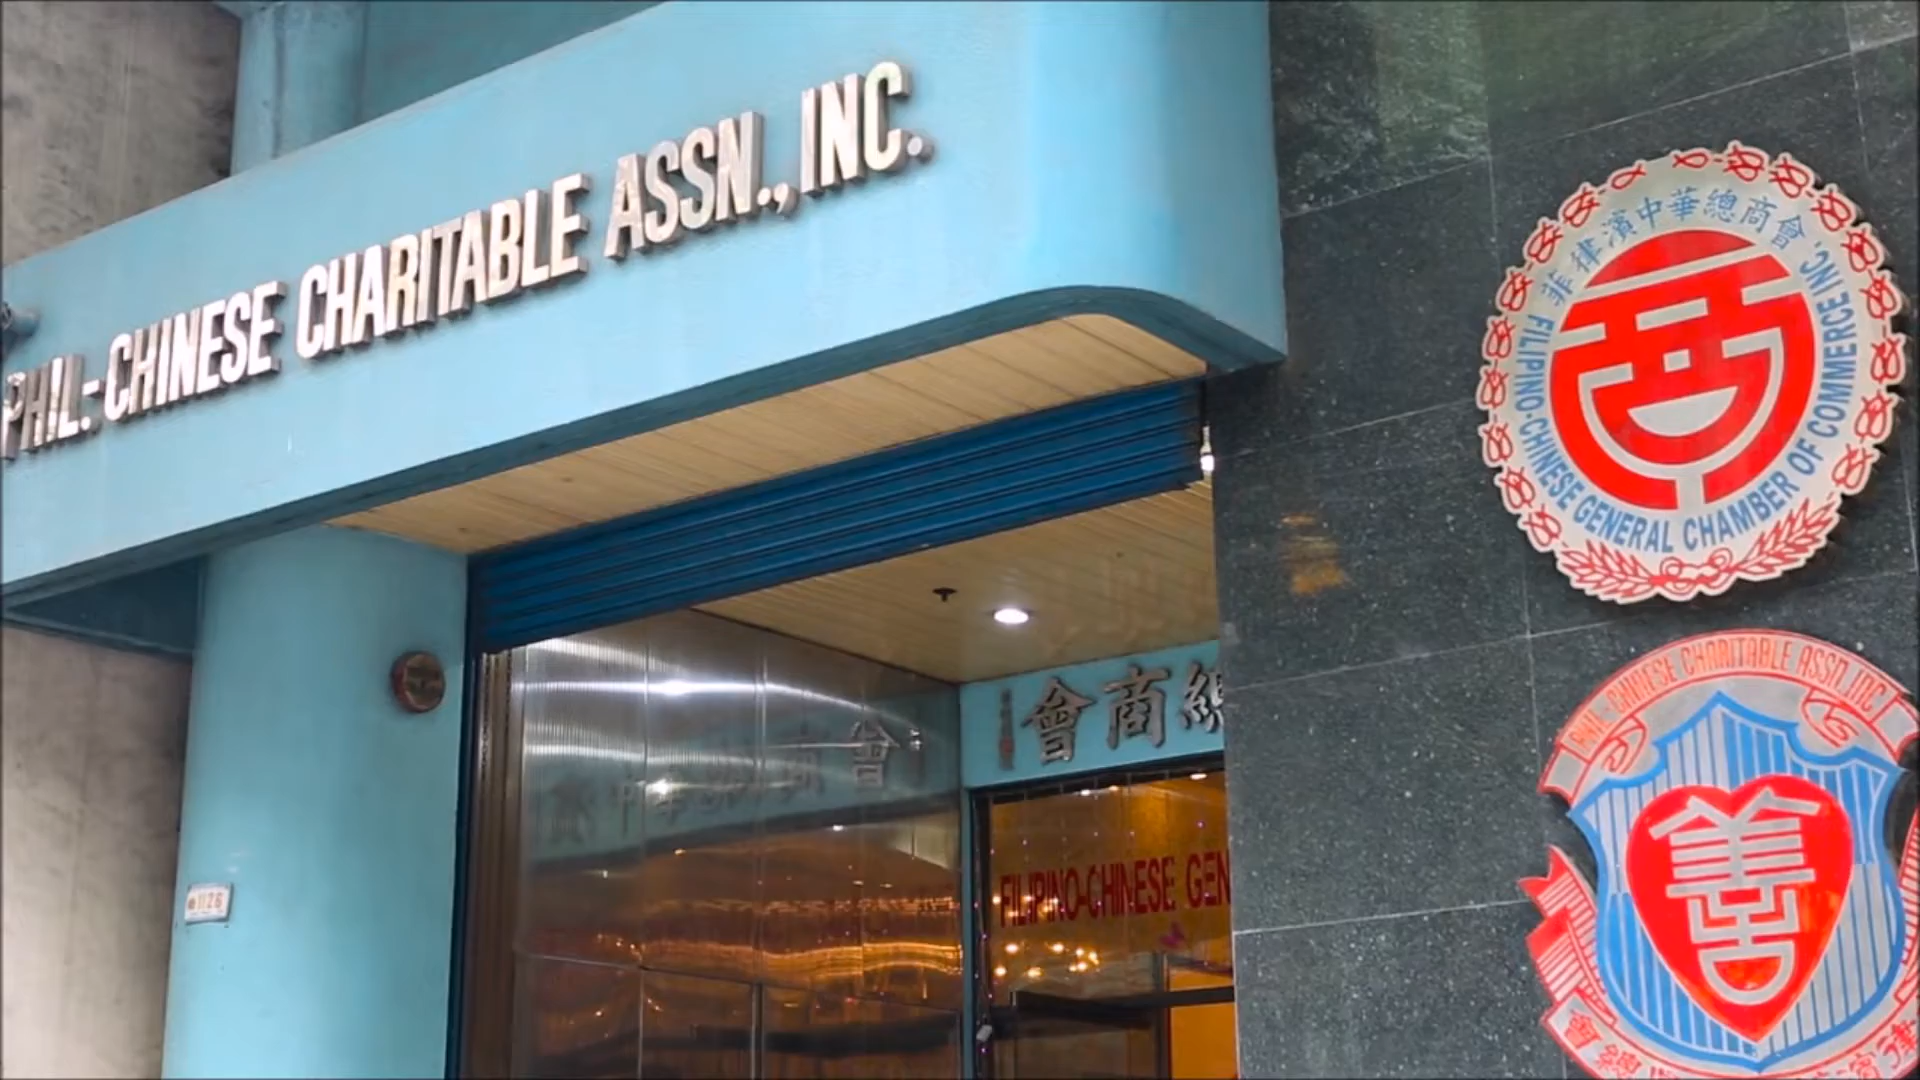 PHIL.-CHINESE CHARITABLE ASSN., INC.
菲律濱中華總商會
FILIPINO-CHINESE GENERAL CHAMBER OF COMMERCE INC.
PHIL.-CHINESE CHARITABLE ASSN. INC
善
會商總
FILIPINO-CHINESE GEN
1126